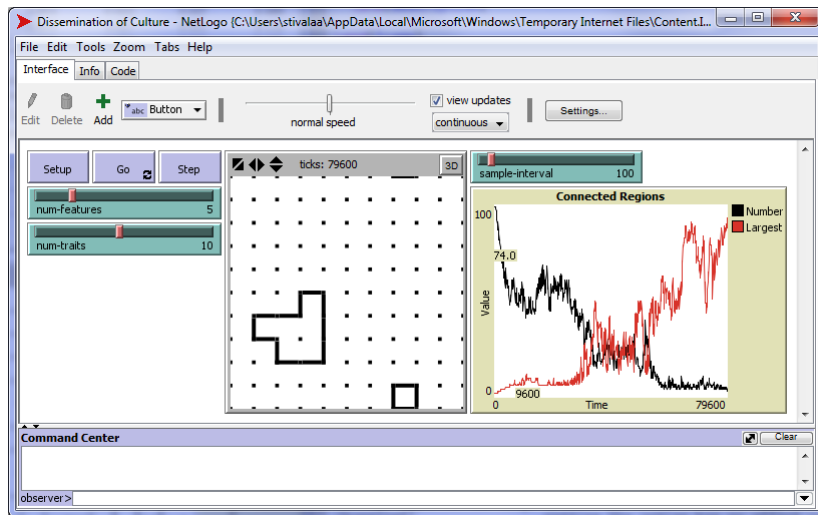 Dissemination of Culture - NetLogo {C:\Users\stivalaa\AppData\Local\Microsoft\Windows\Temporary Internet Files\Content.I...
File Edit Tools Zoom Tabs Help
Interface Info Code
Edit Delete Add
abc Button
normal speed
view updates
continuous
Settings...
Setup Go Step
num-features 5
num-traits 10
ticks: 79600 3D
sample-interval 100
Connected Regions
100
74.0
Value
0
0 9600 Time 79600
Number
Largest
Command Center
Clear
observer>